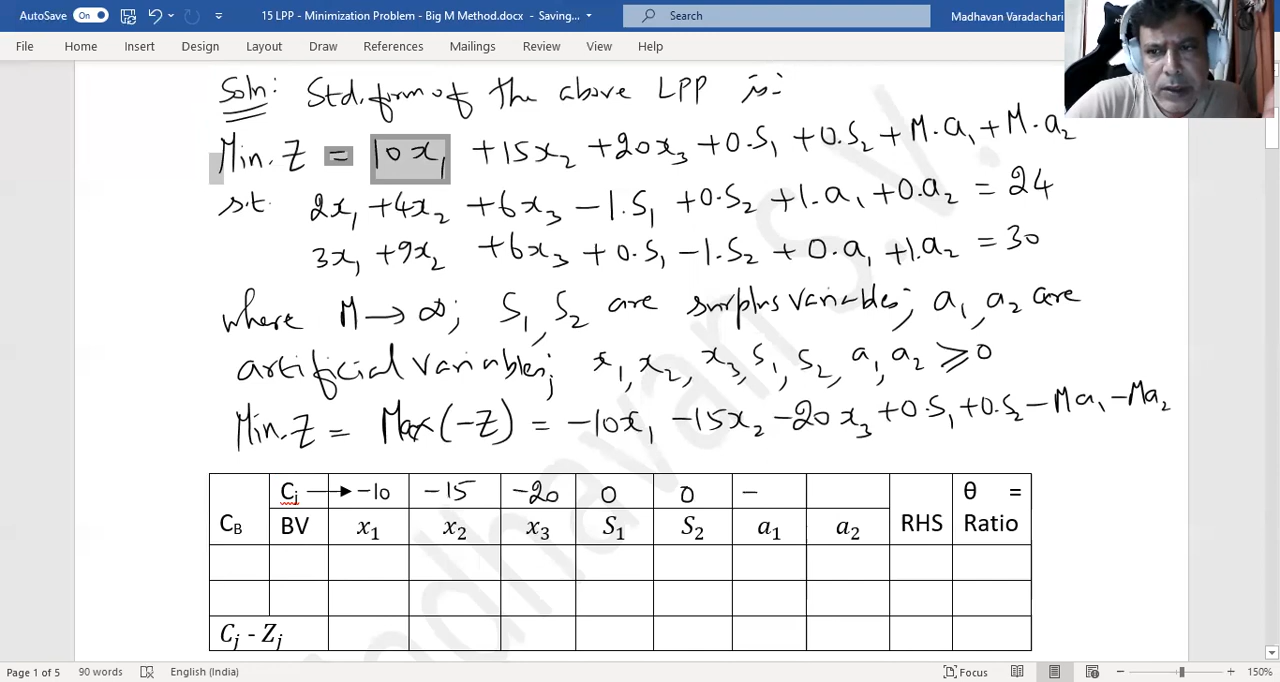 AutoSave On 15 LPP - Minimization Problem - Big M Method.docx - Saving... Search Madhavan Varadachari
File Home Insert Design Layout Draw References Mailings Review View Help
Soln: Std. form of the above LPP is:
Min. Z = 10x₁ +15x₂ +20x₃ +0.S₁ +0.S₂ +M.a₁ +M.a₂
s.t. 2x₁ +4x₂ +6x₃ -1.S₁ +0.S₂ +1.a₁ +0.a₂ = 24
3x₁ +9x₂ +6x₃ +0.S₁ -1.S₂ +0.a₁ +1.a₂ = 30
where M → ∞; S₁, S₂ are surplus variables; a₁, a₂ are
artificial variables; x₁, x₂, x₃, S₁, S₂, a₁, a₂ ≥ 0
Min. Z = Max(-Z) = -10x₁ -15x₂ -20x₃ +0.S₁ +0.S₂ -Ma₁ -Ma₂
Cj → -10 -15 -20 0 0 - θ =
C_B BV x₁ x₂ x₃ S₁ S₂ a₁ a₂ RHS Ratio
Cj - Zj
Madhavan S.V.
Page 1 of 5 90 words English (India) Focus 150%